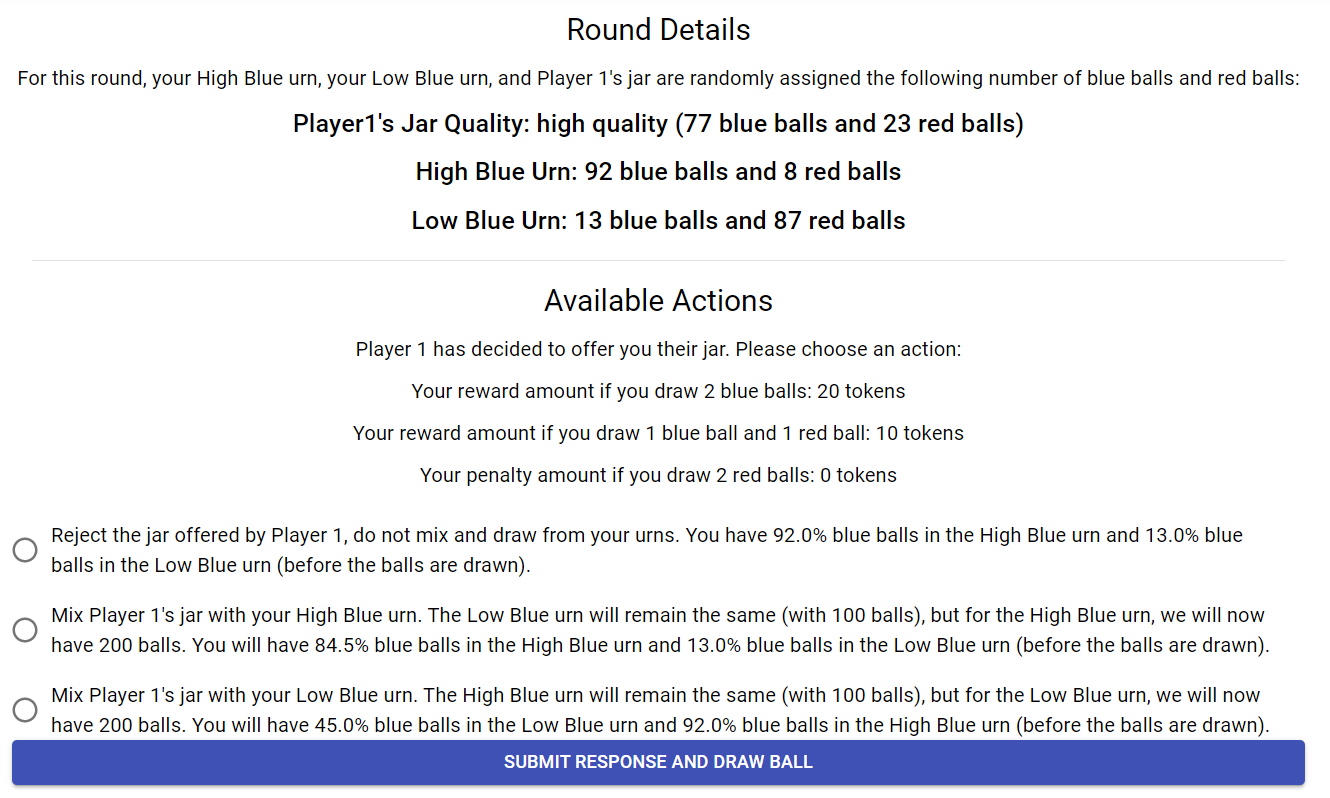 Round Details
For this round, your High Blue urn, your Low Blue urn, and Player 1's jar are randomly assigned the following number of blue balls and red balls:
Player1's Jar Quality: high quality (77 blue balls and 23 red balls)
High Blue Urn: 92 blue balls and 8 red balls
Low Blue Urn: 13 blue balls and 87 red balls
Available Actions
Player 1 has decided to offer you their jar. Please choose an action:
Your reward amount if you draw 2 blue balls: 20 tokens
Your reward amount if you draw 1 blue ball and 1 red ball: 10 tokens
Your penalty amount if you draw 2 red balls: 0 tokens
Reject the jar offered by Player 1, do not mix and draw from your urns. You have 92.0% blue balls in the High Blue urn and 13.0% blue
balls in the Low Blue urn (before the balls are drawn).
Mix Player 1's jar with your High Blue urn. The Low Blue urn will remain the same (with 100 balls), but for the High Blue urn, we will now
have 200 balls. You will have 84.5% blue balls in the High Blue urn and 13.0% blue balls in the Low Blue urn (before the balls are drawn).
Mix Player 1's jar with your Low Blue urn. The High Blue urn will remain the same (with 100 balls), but for the Low Blue urn, we will now
have 200 balls. You will have 45.0% blue balls in the Low Blue urn and 92.0% blue balls in the High Blue urn (before the balls are drawn).
SUBMIT RESPONSE AND DRAW BALL